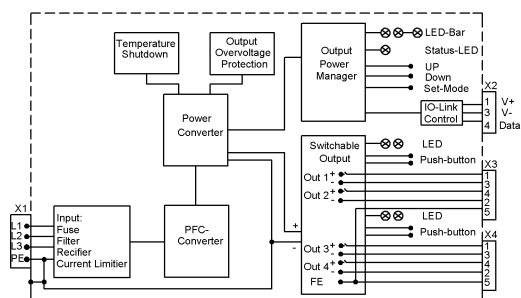 Temperature
Shutdown
Output
Overvoltage
Protection
Output
Power
Manager
LED-Bar
Status-LED
UP
Down
Set-Mode
IO-Link
Control
X2
1 V+
3 V-
4 Data
Power
Converter
Switchable
Output
LED
Push-button
Out 1 +
-
Out 2 +
-
X3
1
3
4
2
5
LED
Push-button
X1
L1
L2
L3
PE
Input:
Fuse
Filter
Recifier
Current Limitier
PFC-
Converter
+
-
Out 3 +
-
Out 4 +
-
FE
X4
1
3
4
2
5